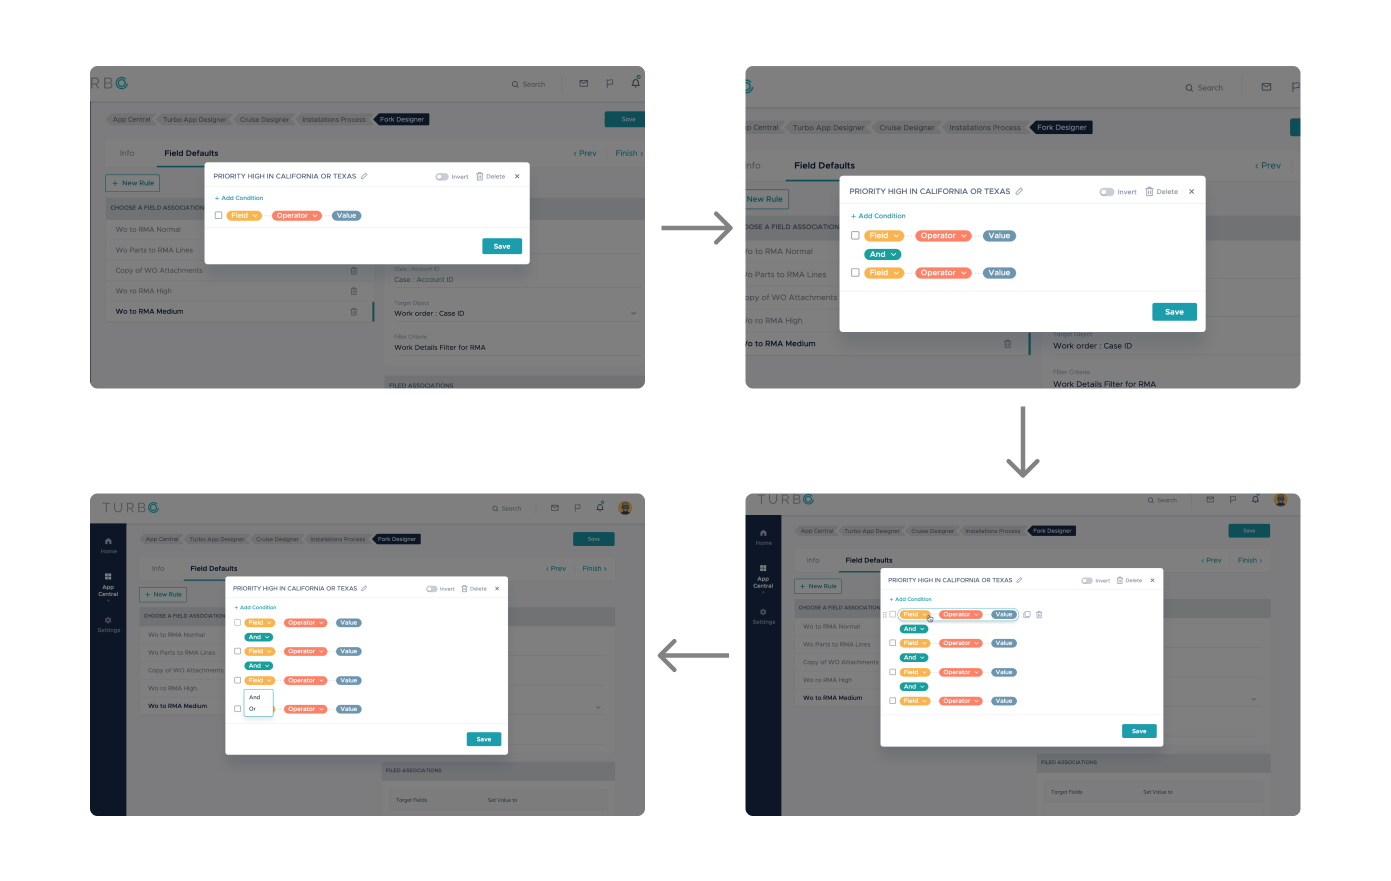 RBO
Search
App Central
Turbo App Designer
Cruise Designer
Installations Process
Fork Designer
Save
Info
Field Defaults
‹ Prev
Finish ›
+ New Rule
PRIORITY HIGH IN CALIFORNIA OR TEXAS
Invert
Delete
×
+ Add Condition
Field
Operator
Value
Save
CHOOSE A FIELD ASSOCIATION
Wo to RMA Normal
Wo Parts to RMA Lines
Copy of WO Attachments
Wo ro RMA High
Wo to RMA Medium
Case : Account ID
Case : Account ID
Target Object
Work order : Case ID
Filter Criteria
Work Details Filter for RMA
FILED ASSOCIATIONS
Search
p Central
Turbo App Designer
Cruise Designer
Installations Process
Fork Designer
nfo
Field Defaults
‹ Prev
New Rule
PRIORITY HIGH IN CALIFORNIA OR TEXAS
Invert
Delete
×
+ Add Condition
Field
Operator
Value
And
Field
Operator
Value
Save
OOSE A FIELD ASSOCIATION
o to RMA Normal
o Parts to RMA Lines
opy of WO Attachments
o ro RMA High
o to RMA Medium
Target Object
Work order : Case ID
Filter Criteria
Work Details Filter for RMA
TURBO
Search
Home
App
Central
Settings
App Central
Turbo App Designer
Cruise Designer
Installations Process
Fork Designer
Save
Info
Field Defaults
‹ Prev
Finish ›
+ New Rule
PRIORITY HIGH IN CALIFORNIA OR TEXAS
Invert
Delete
×
+ Add Condition
Field
Operator
Value
And
Field
Operator
Value
And
Field
Operator
Value
And
Or
Operator
Value
Save
CHOOSE A FIELD ASSOCIATION
Wo to RMA Normal
Wo Parts to RMA Lines
Copy of WO Attachments
Wo ro RMA High
Wo to RMA Medium
FILED ASSOCIATIONS
Target Fields
Set Value to
TURBO
Search
Home
App
Central
Settings
App Central
Turbo App Designer
Cruise Designer
Installations Process
Fork Designer
Save
Info
Field Defaults
‹ Prev
Finish ›
+ New Rule
PRIORITY HIGH IN CALIFORNIA OR TEXAS
Invert
Delete
×
+ Add Condition
Field
Operator
Value
And
Field
Operator
Value
And
Field
Operator
Value
And
Field
Operator
Value
Save
CHOOSE A FIELD ASSOCIATION
Wo to RMA Normal
Wo Parts to RMA Lines
Copy of WO Attachments
Wo ro RMA High
Wo to RMA Medium
FILED ASSOCIATIONS
Target Fields
Set Value to